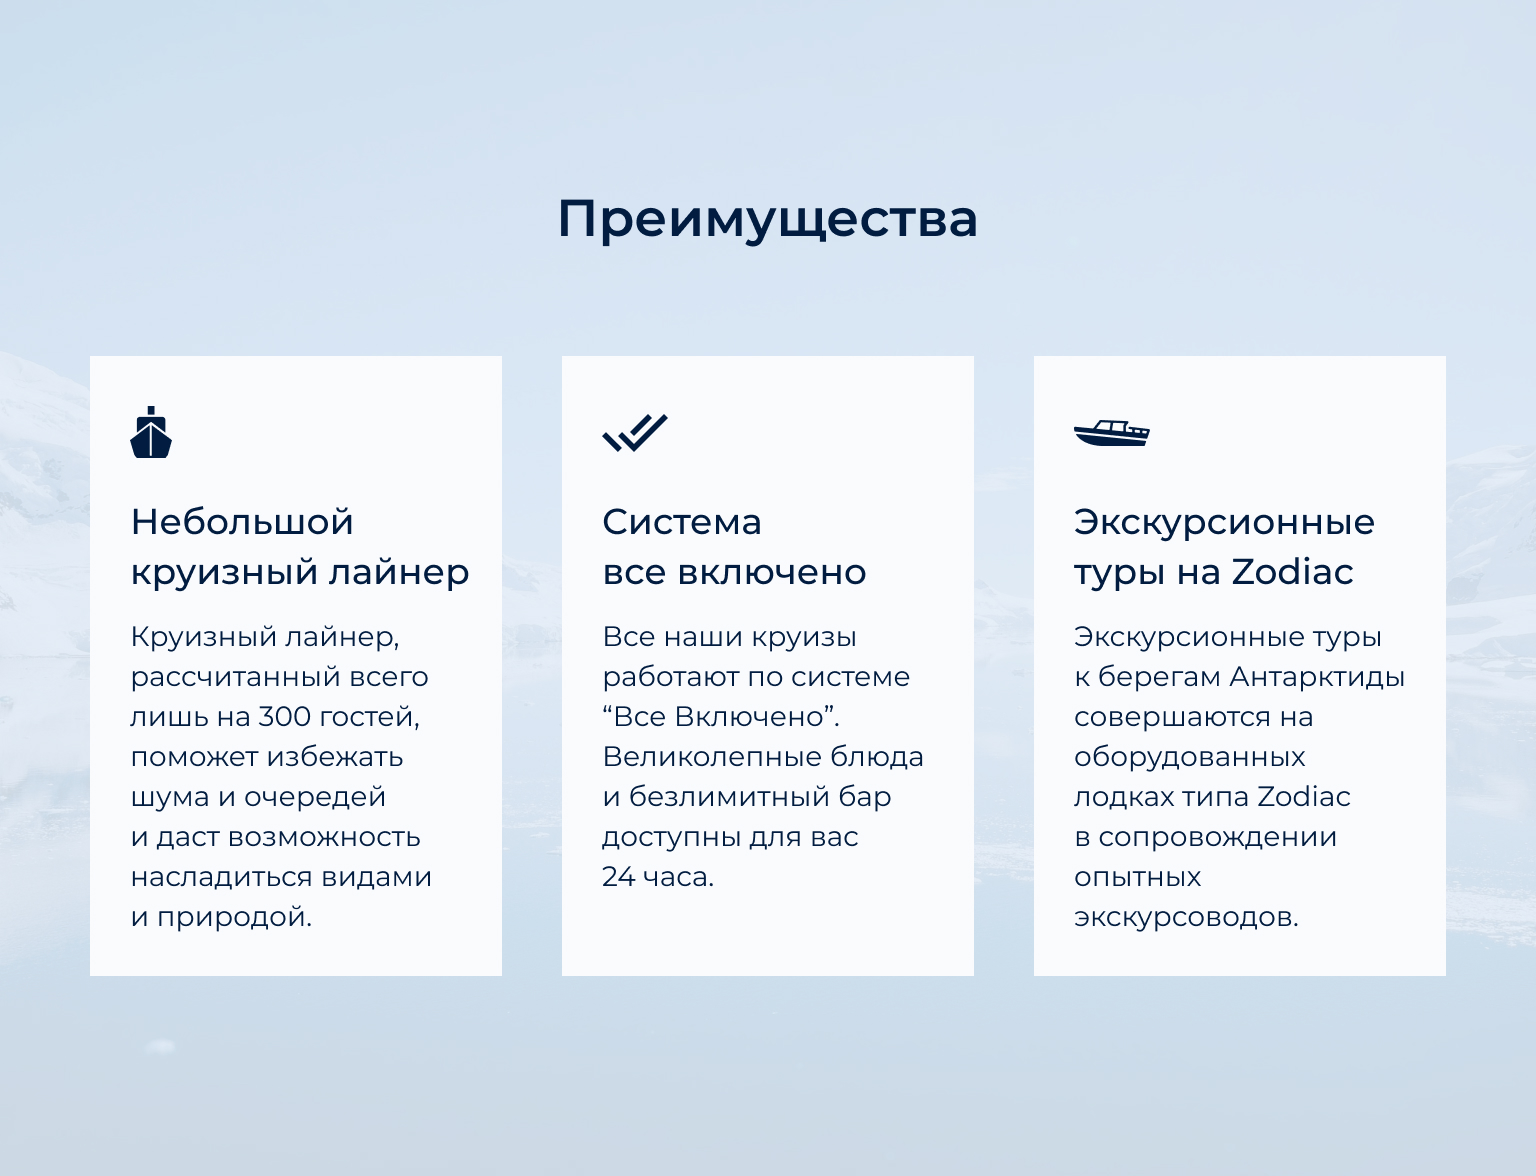 Преимущества
Небольшой
круизный лайнер
Круизный лайнер,
рассчитанный всего
лишь на 300 гостей,
поможет избежать
шума и очередей
и даст возможность
насладиться видами
и природой.
Система
все включено
Все наши круизы
работают по системе
“Все Включено”.
Великолепные блюда
и безлимитный бар
доступны для вас
24 часа.
Экскурсионные
туры на Zodiac
Экскурсионные туры
к берегам Антарктиды
совершаются на
оборудованных
лодках типа Zodiac
в сопровождении
опытных
экскурсоводов.